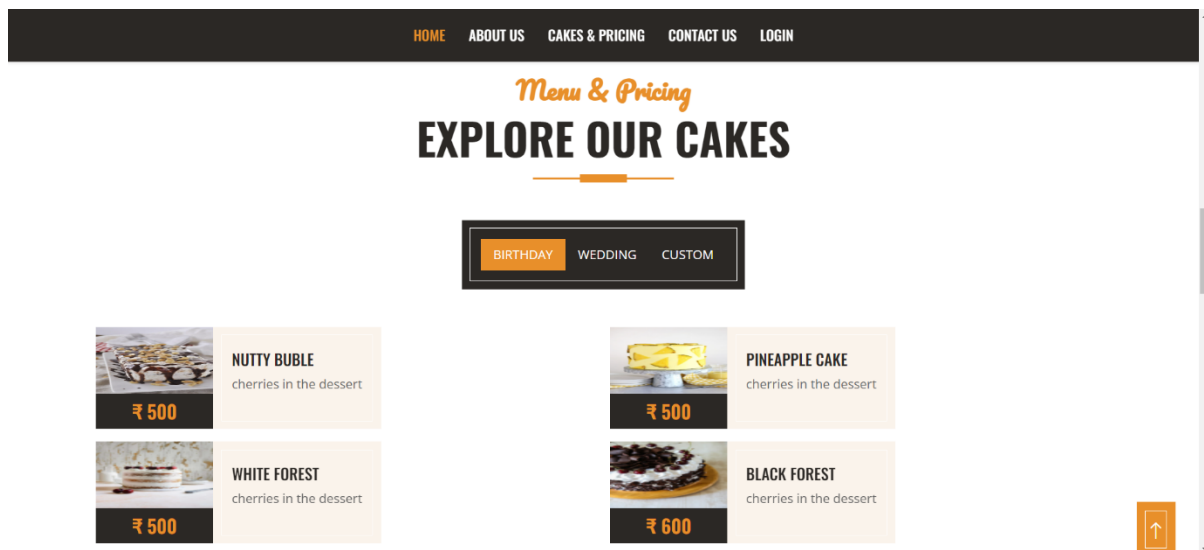 HOME ABOUT US CAKES & PRICING CONTACT US LOGIN
Menu & Pricing
EXPLORE OUR CAKES
BIRTHDAY WEDDING CUSTOM
NUTTY BUBLE
cherries in the dessert
₹ 500
PINEAPPLE CAKE
cherries in the dessert
₹ 500
WHITE FOREST
cherries in the dessert
₹ 500
BLACK FOREST
cherries in the dessert
₹ 600